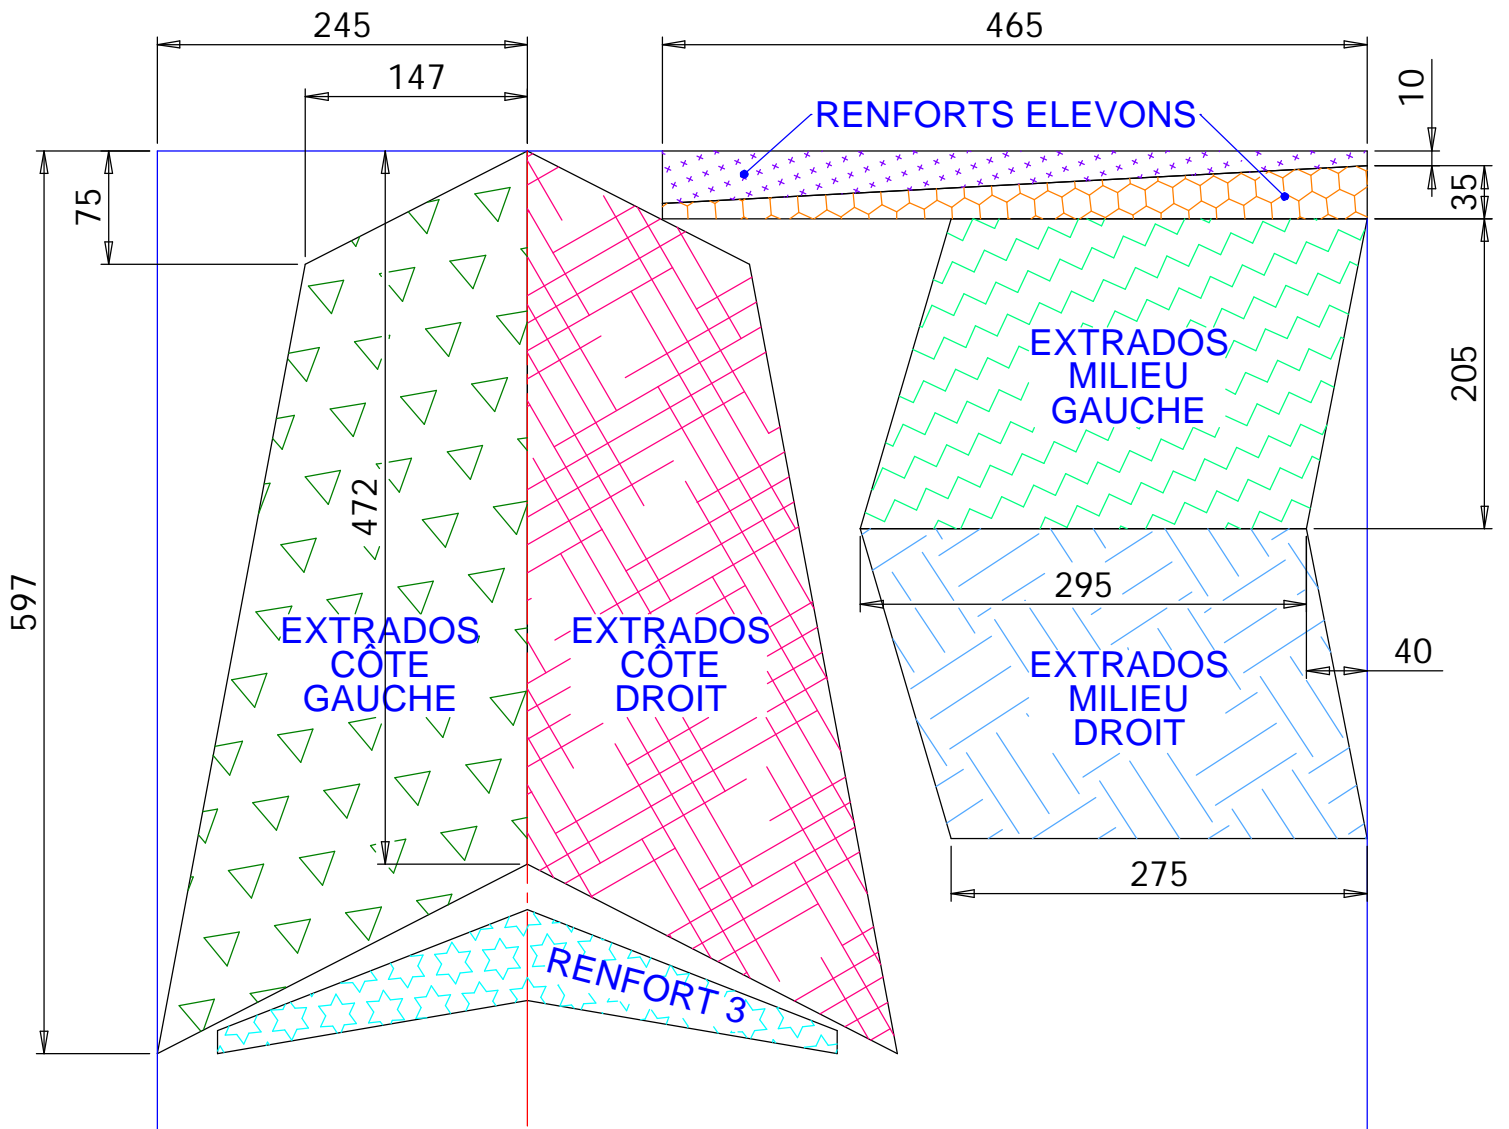 245
465
147
10
RENFORTS ELEVONS
75
35
EXTRADOS
MILIEU
GAUCHE
205
472
597
295
EXTRADOS
CÔTE
GAUCHE
EXTRADOS
CÔTE
DROIT
EXTRADOS
MILIEU
DROIT
40
275
RENFORT 3